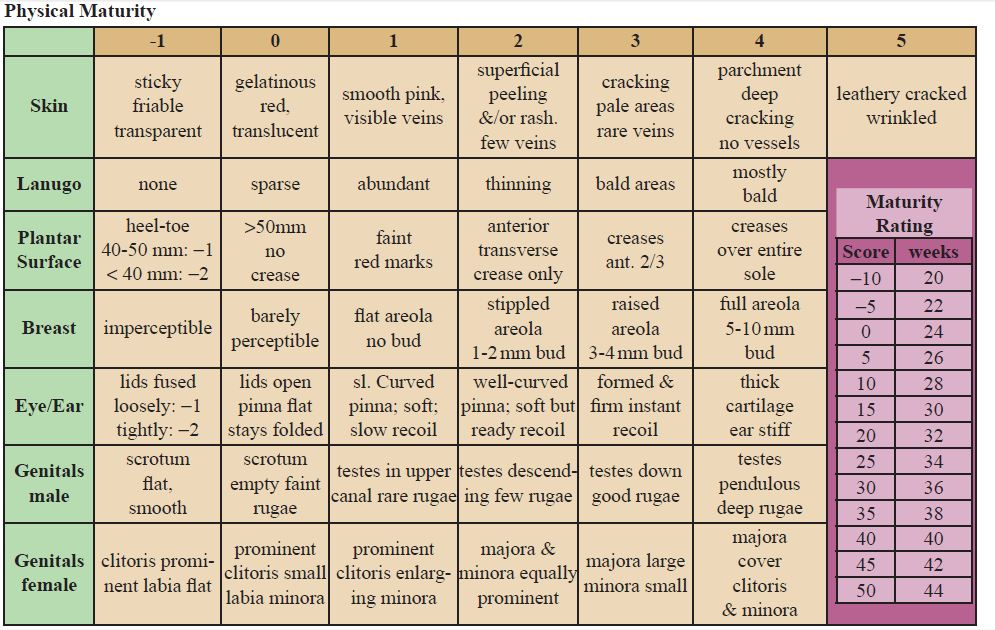 Physical Maturity
-1 0 1 2 3 4 5
Skin
sticky
friable
transparent
gelatinous
red,
translucent
smooth pink,
visible veins
superficial
peeling
&/or rash.
few veins
cracking
pale areas
rare veins
parchment
deep
cracking
no vessels
leathery cracked
wrinkled
Lanugo
none
sparse
abundant
thinning
bald areas
mostly
bald
Plantar
Surface
heel-toe
40-50 mm: –1
< 40 mm: –2
>50mm
no
crease
faint
red marks
anterior
transverse
crease only
creases
ant. 2/3
creases
over entire
sole
Breast
imperceptible
barely
perceptible
flat areola
no bud
stippled
areola
1-2 mm bud
raised
areola
3-4 mm bud
full areola
5-10 mm
bud
Eye/Ear
lids fused
loosely: –1
tightly: –2
lids open
pinna flat
stays folded
sl. Curved
pinna; soft;
slow recoil
well-curved
pinna; soft but
ready recoil
formed &
firm instant
recoil
thick
cartilage
ear stiff
Genitals
male
scrotum
flat,
smooth
scrotum
empty faint
rugae
testes in upper
canal rare rugae
testes descend-
ing few rugae
testes down
good rugae
testes
pendulous
deep rugae
Genitals
female
clitoris promi-
nent labia flat
prominent
clitoris small
labia minora
prominent
clitoris enlarg-
ing minora
majora &
minora equally
prominent
majora large
minora small
majora
cover
clitoris
& minora
Maturity
Rating
Score weeks
–10 20
–5 22
0 24
5 26
10 28
15 30
20 32
25 34
30 36
35 38
40 40
45 42
50 44